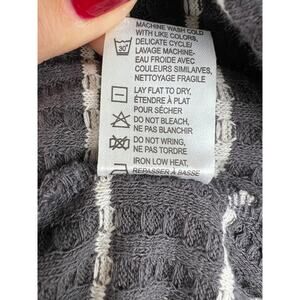 MACHINE WASH COLD
WITH LIKE COLORS,
DELICATE CYCLE/
LAVAGE MACHINE-
EAU FROIDE AVEC
COULEURS SIMILAIRES,
NETTOYAGE FRAGILE
30°
LAY FLAT TO DRY,
ÉTENDRE À PLAT
POUR SÉCHER
DO NOT BLEACH,
NE PAS BLANCHIR
DO NOT WRING,
NE PAS TORDRE
IRON LOW HEAT,
REPASSER À BASSE